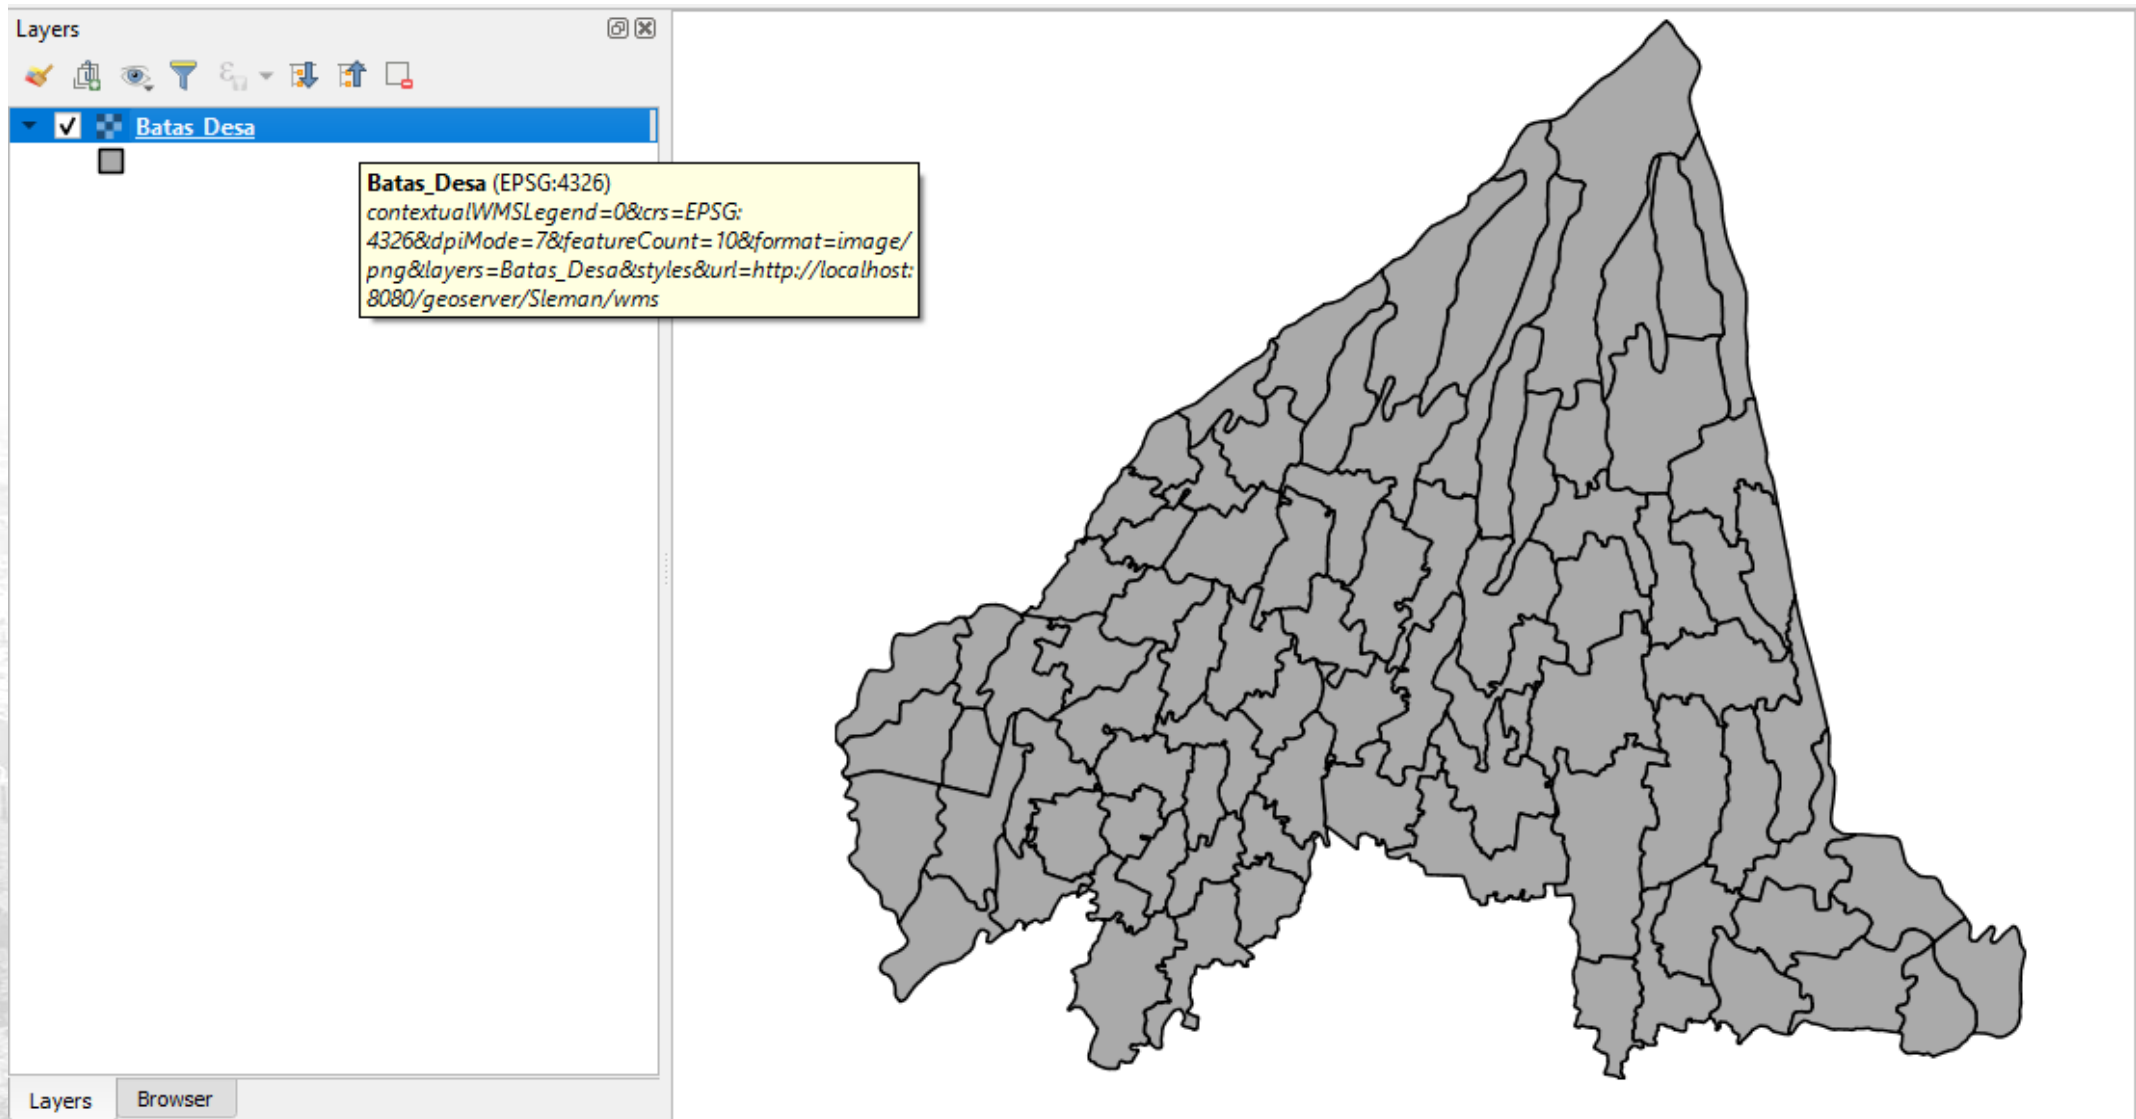 Layers
Batas_Desa
Batas_Desa (EPSG:4326)
contextualWMSLegend=0&crs=EPSG:
4326&dpiMode=7&featureCount=10&format=image/
png&layers=Batas_Desa&styles&url=http://localhost:
8080/geoserver/Sleman/wms
Layers
Browser